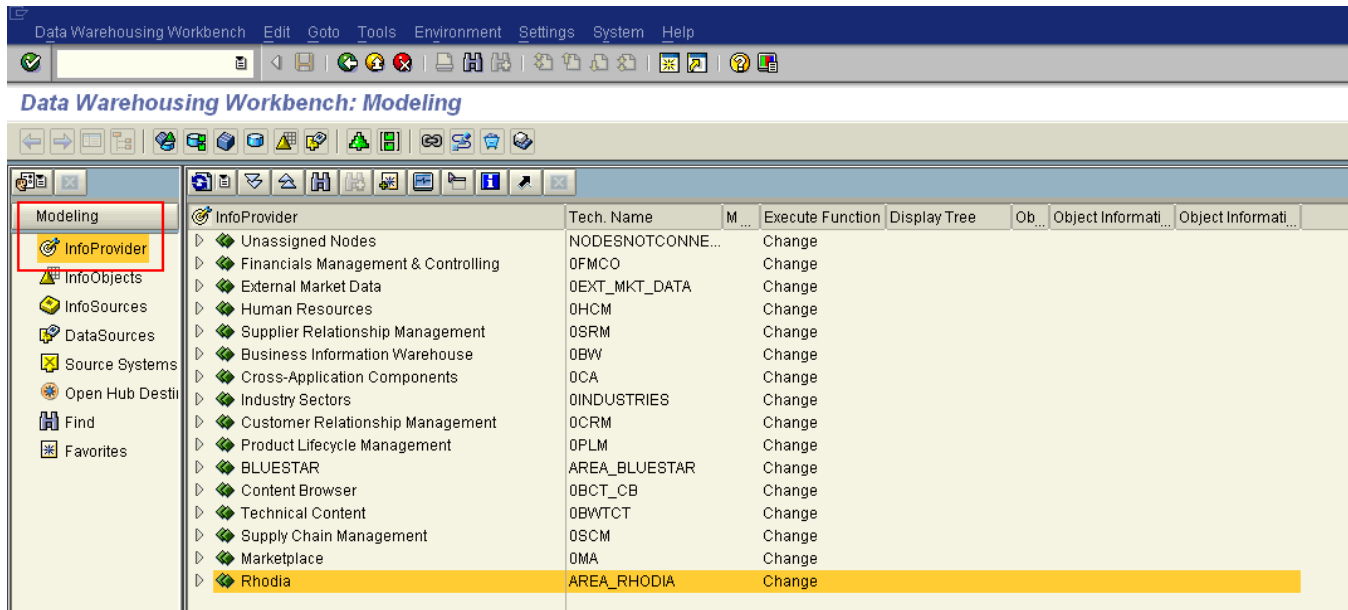 Data Warehousing Workbench Edit Goto Tools Environment Settings System Help
Data Warehousing Workbench: Modeling
Modeling
InfoProvider
InfoObjects
InfoSources
DataSources
Source Systems
Open Hub Desti
Find
Favorites
InfoProvider Tech. Name M... Execute Function Display Tree Ob... Object Informati... Object Informati...
Unassigned Nodes NODESNOTCONNE... Change
Financials Management & Controlling 0FMCO Change
External Market Data 0EXT_MKT_DATA Change
Human Resources 0HCM Change
Supplier Relationship Management 0SRM Change
Business Information Warehouse 0BW Change
Cross-Application Components 0CA Change
Industry Sectors 0INDUSTRIES Change
Customer Relationship Management 0CRM Change
Product Lifecycle Management 0PLM Change
BLUESTAR AREA_BLUESTAR Change
Content Browser 0BCT_CB Change
Technical Content 0BWTCT Change
Supply Chain Management 0SCM Change
Marketplace 0MA Change
Rhodia AREA_RHODIA Change